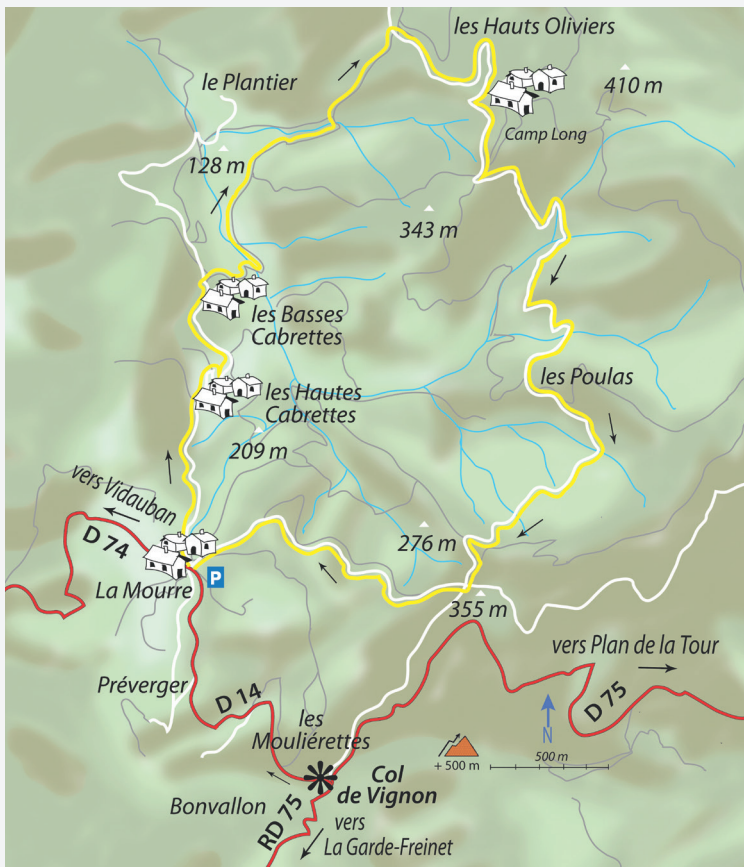 les Hauts Oliviers
le Plantier
410 m
Camp Long
128 m
343 m
les Basses
Cabrettes
les Poulas
les Hautes
Cabrettes
209 m
vers Vidauban
D 74
276 m
P
La Mourre
355 m
vers Plan de la Tour
Préverger
D 14
D 75
les
Mouliérettes
N
+ 500 m
500 m
Col
de Vignon
Bonvallon
RD 75
vers
La Garde-Freinet